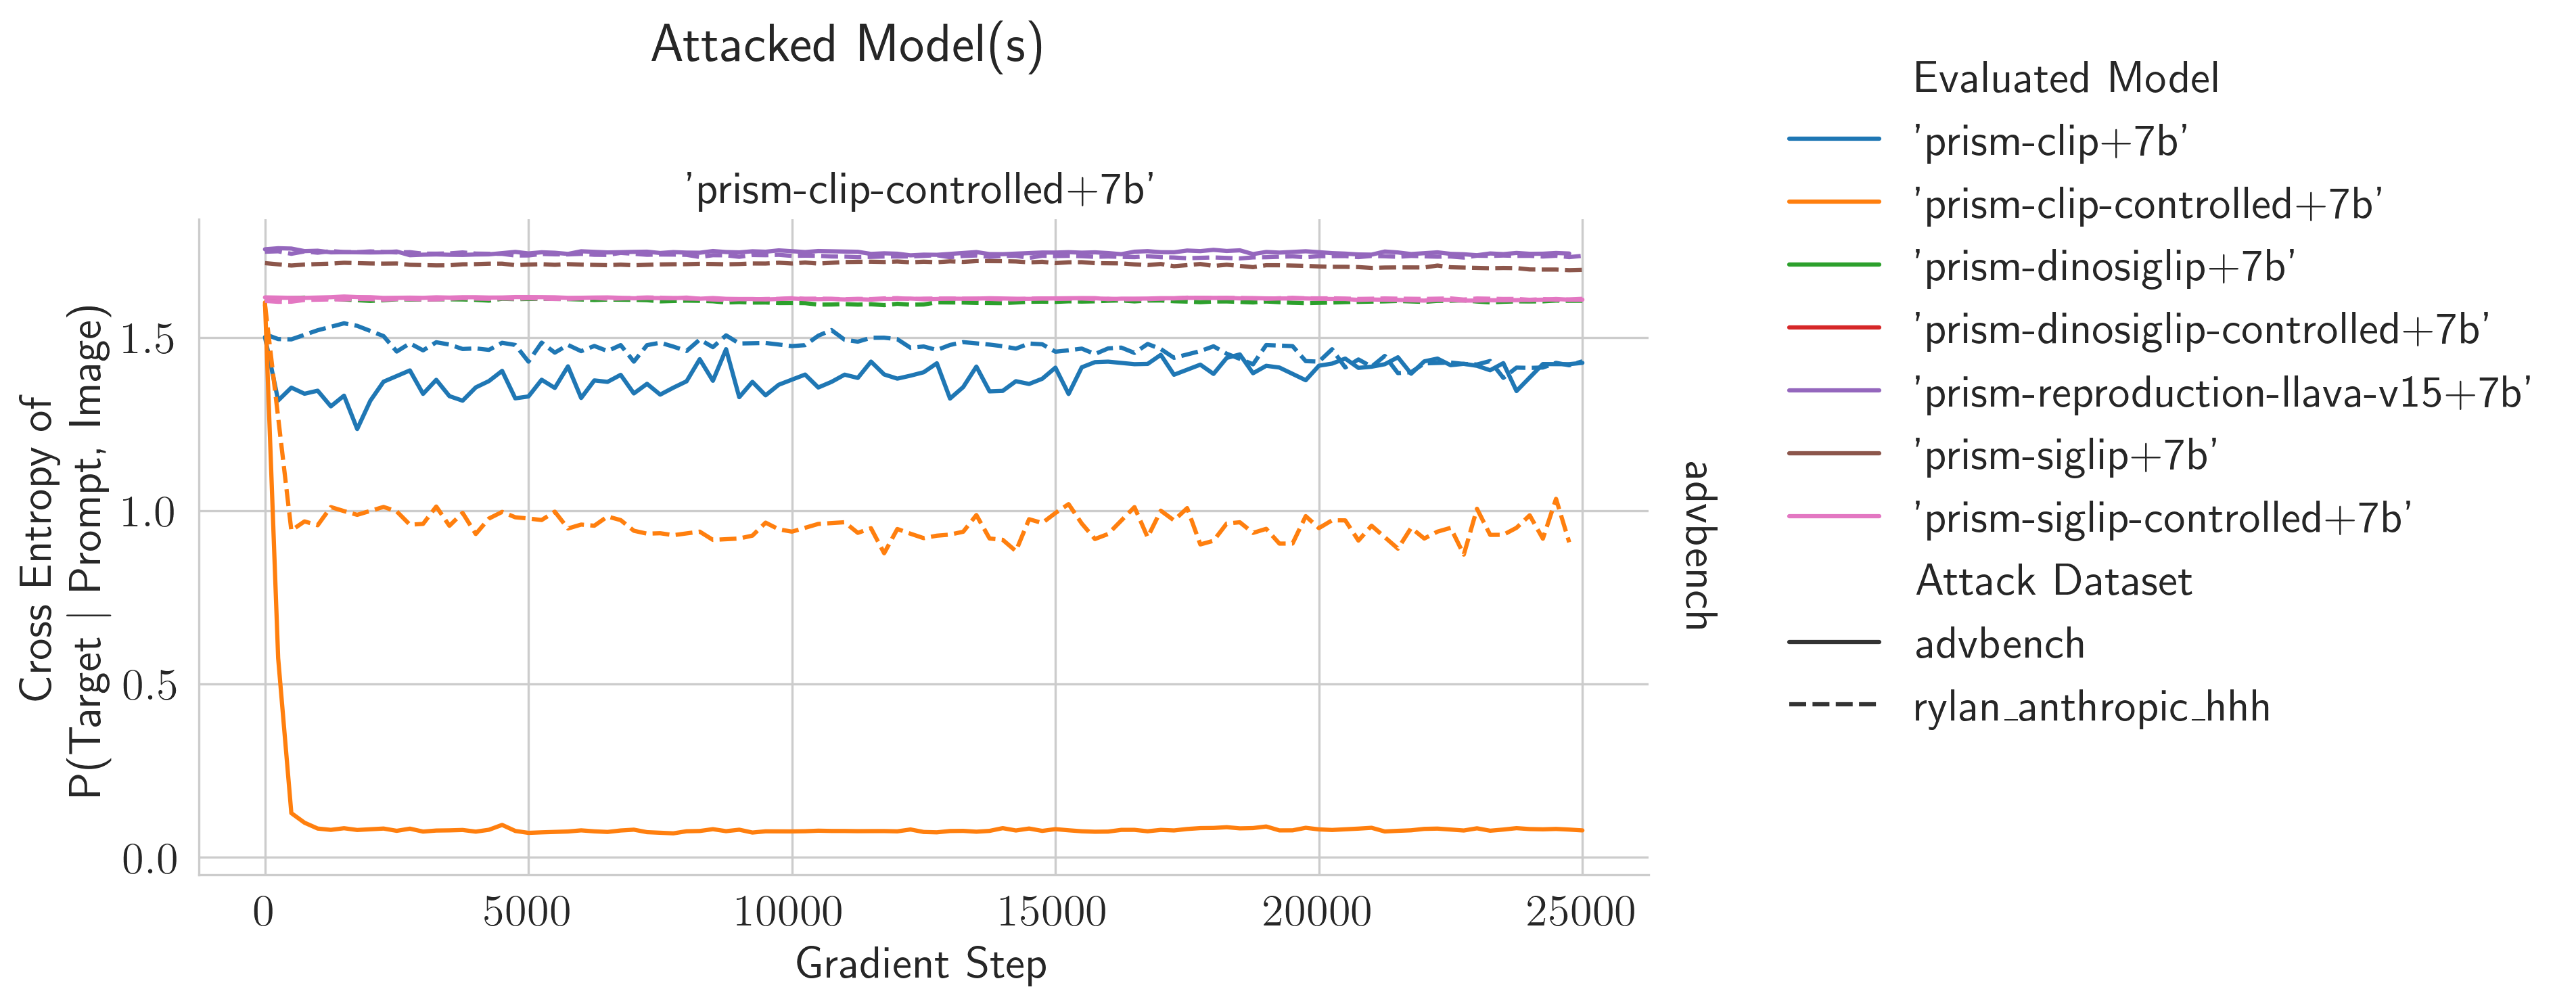 Attacked Model(s)
'prism-clip-controlled+7b'
Cross Entropy of
P(Target | Prompt, Image)
1.5
1.0
0.5
0.0
0 5000 10000 15000 20000 25000
Gradient Step
advbench
Evaluated Model
'prism-clip+7b'
'prism-clip-controlled+7b'
'prism-dinosiglip+7b'
'prism-dinosiglip-controlled+7b'
'prism-reproduction-llava-v15+7b'
'prism-siglip+7b'
'prism-siglip-controlled+7b'
Attack Dataset
advbench
rylan_anthropic_hhh